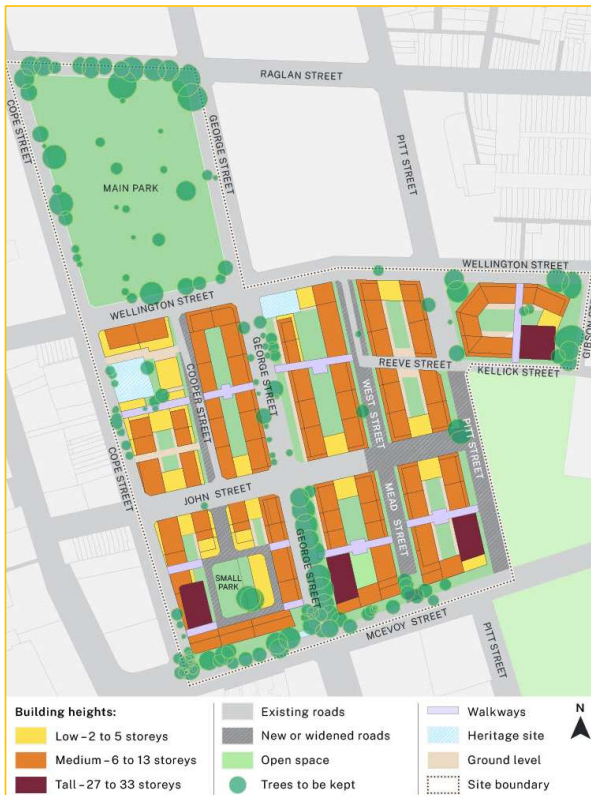 RAGLAN STREET
COPE STREET
GEORGE STREET
PITT STREET
MAIN PARK
WELLINGTON STREET
WELLINGTON STREET
GEORGE STREET
COOPER STREET
REEVE STREET
KELLICK STREET
WEST STREET
PITT STREET
COPE STREET
JOHN STREET
MEAD STREET
GEORGE STREET
SMALL
PARK
MCEVOY STREET
PITT STREET
Building heights:
Low – 2 to 5 storeys
Medium – 6 to 13 storeys
Tall – 27 to 33 storeys
Existing roads
New or widened roads
Open space
Trees to be kept
Walkways
Heritage site
Ground level
Site boundary
N